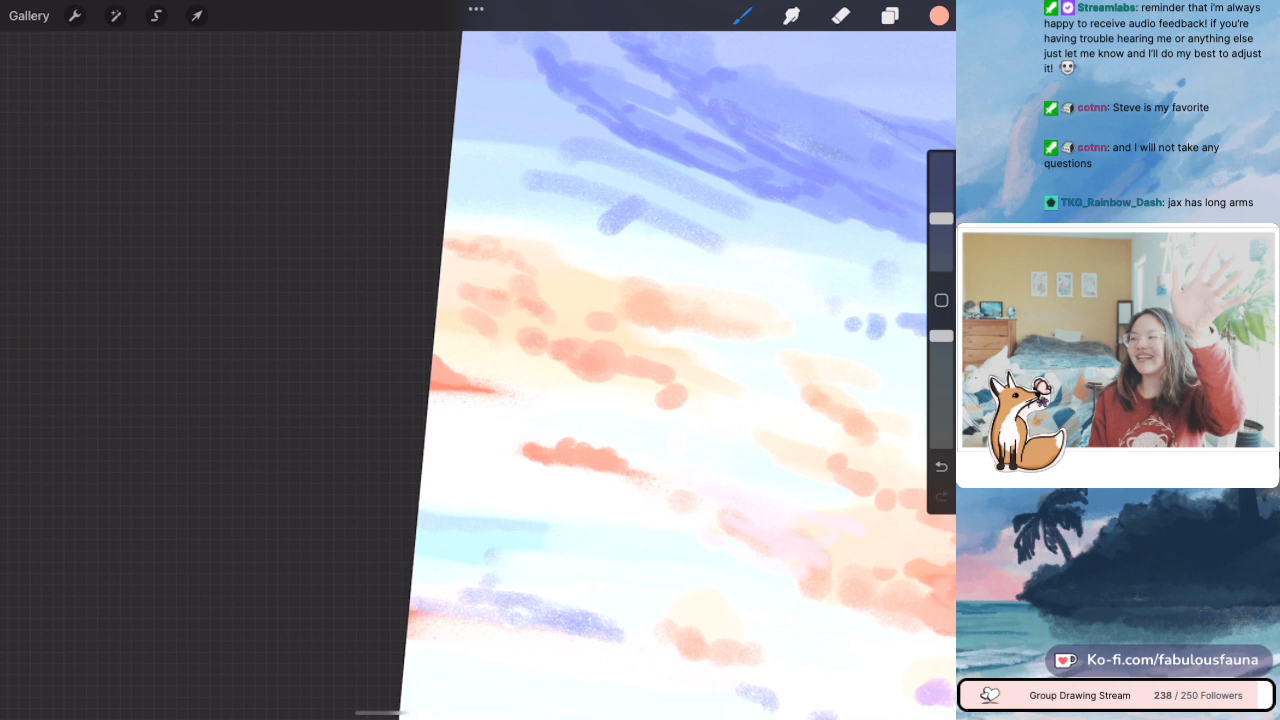 Gallery
Streamlabs: reminder that i'm always
happy to receive audio feedback! if you're
having trouble hearing me or anything else
just let me know and I'll do my best to adjust
it!
cotnn: Steve is my favorite
cotnn: and I will not take any
questions
TKG_Rainbow_Dash: jax has long arms
Ko-fi.com/fabulousfauna
Group Drawing Stream 238 / 250 Followers